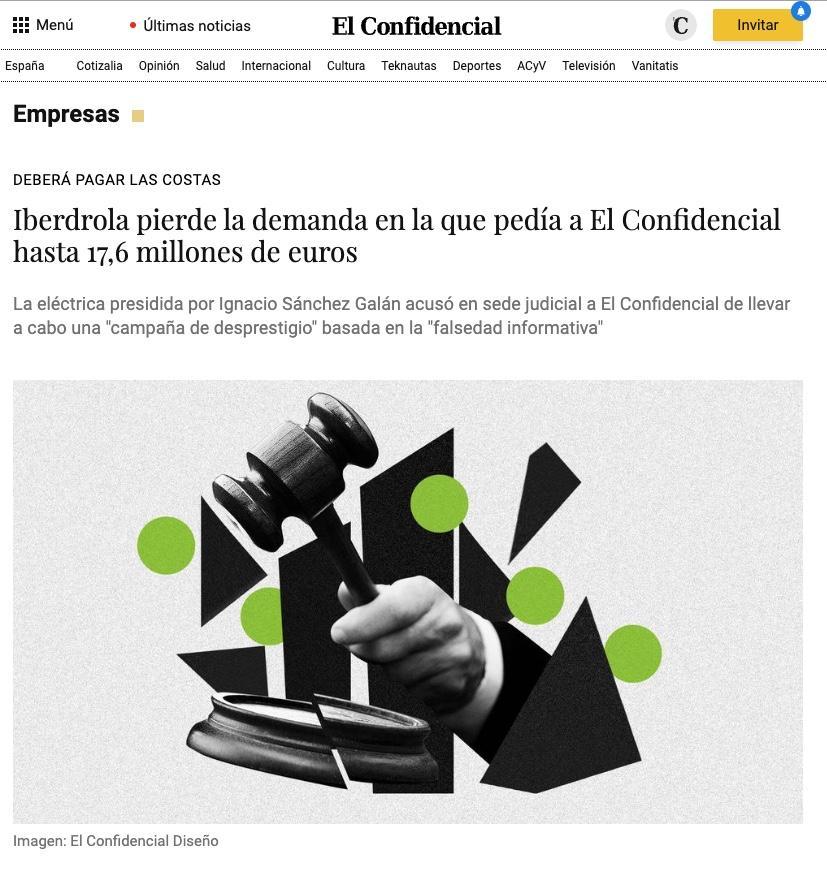 Menú
Últimas noticias
El Confidencial
C
Invitar
España Cotizalia Opinión Salud Internacional Cultura Teknautas Deportes ACyV Televisión Vanitatis
Empresas
DEBERÁ PAGAR LAS COSTAS
Iberdrola pierde la demanda en la que pedía a El Confidencial
hasta 17,6 millones de euros
La eléctrica presidida por Ignacio Sánchez Galán acusó en sede judicial a El Confidencial de llevar
a cabo una "campaña de desprestigio" basada en la "falsedad informativa"
Imagen: El Confidencial Diseño